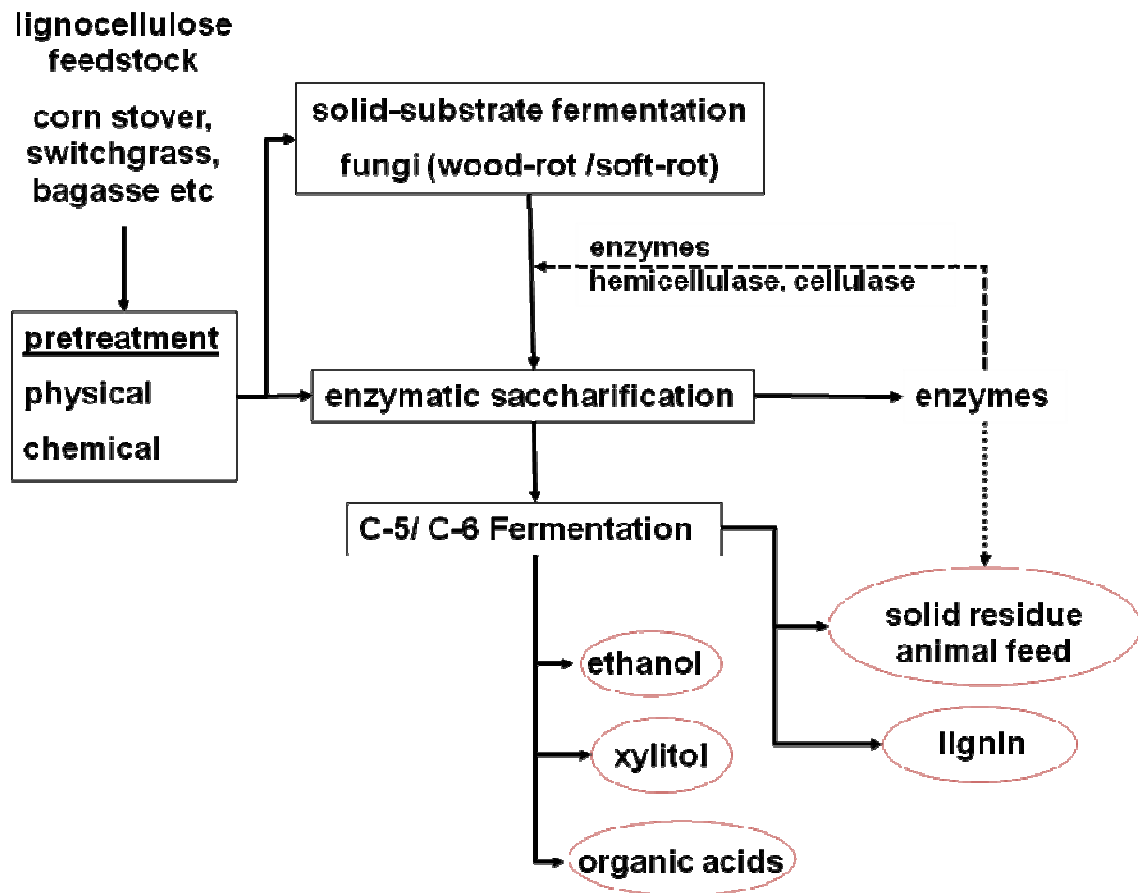 lignocellulose
feedstock
corn stover,
switchgrass,
bagasse etc
solid-substrate fermentation
fungi (wood-rot /soft-rot)
enzymes
hemicellulase, cellulase
pretreatment
physical
chemical
enzymatic saccharification
enzymes
C-5/ C-6 Fermentation
solid residue
animal feed
ethanol
lignin
xylitol
organic acids